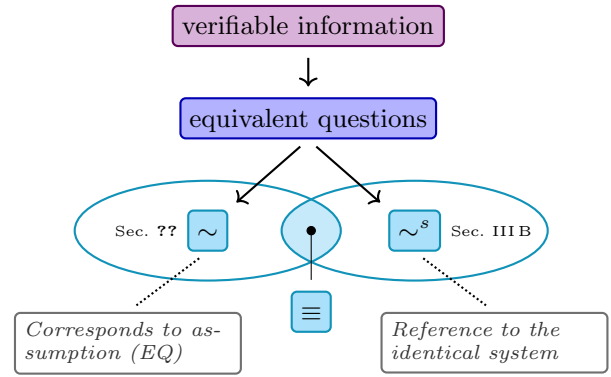 verifiable information
equivalent questions
Sec. ?? ∼
∼ˢ Sec. III B
≡
Corresponds to as-
sumption (EQ)
Reference to the
identical system